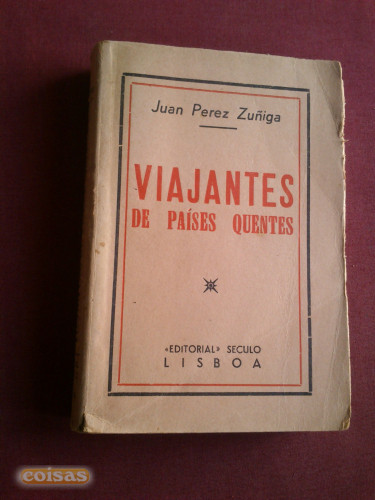 Juan Perez Zuñiga
VIAJANTES
DE PAÍSES QUENTES
«EDITORIAL» SECULO
LISBOA
coisas